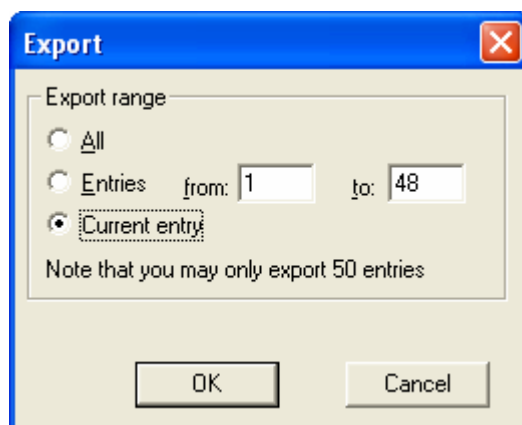 Export
Export range
All
Entries from: 1 to: 48
Current entry
Note that you may only export 50 entries
OK Cancel